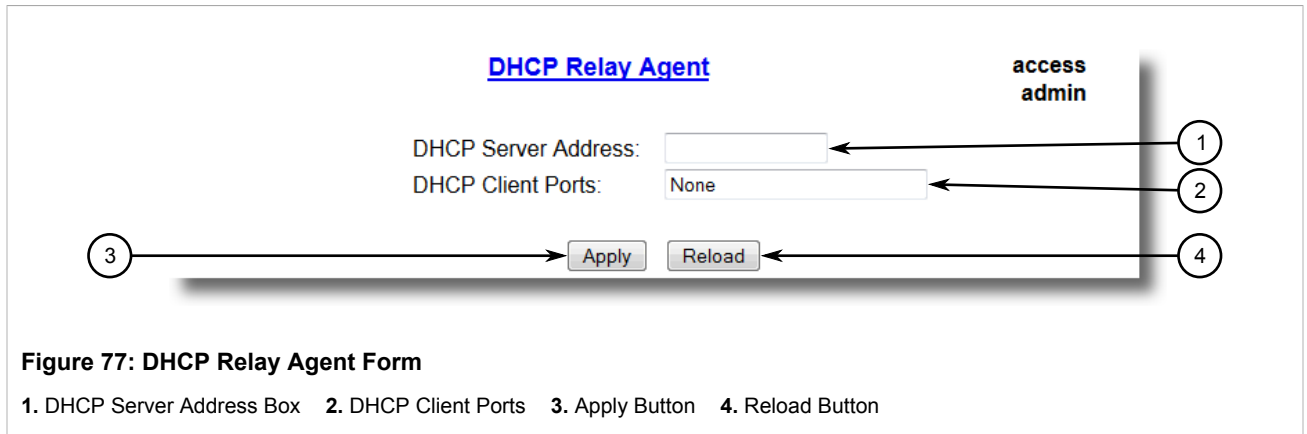 DHCP Relay Agent
access
admin
DHCP Server Address:
1
DHCP Client Ports: None
2
3
Apply Reload
4
Figure 77: DHCP Relay Agent Form
1. DHCP Server Address Box 2. DHCP Client Ports 3. Apply Button 4. Reload Button